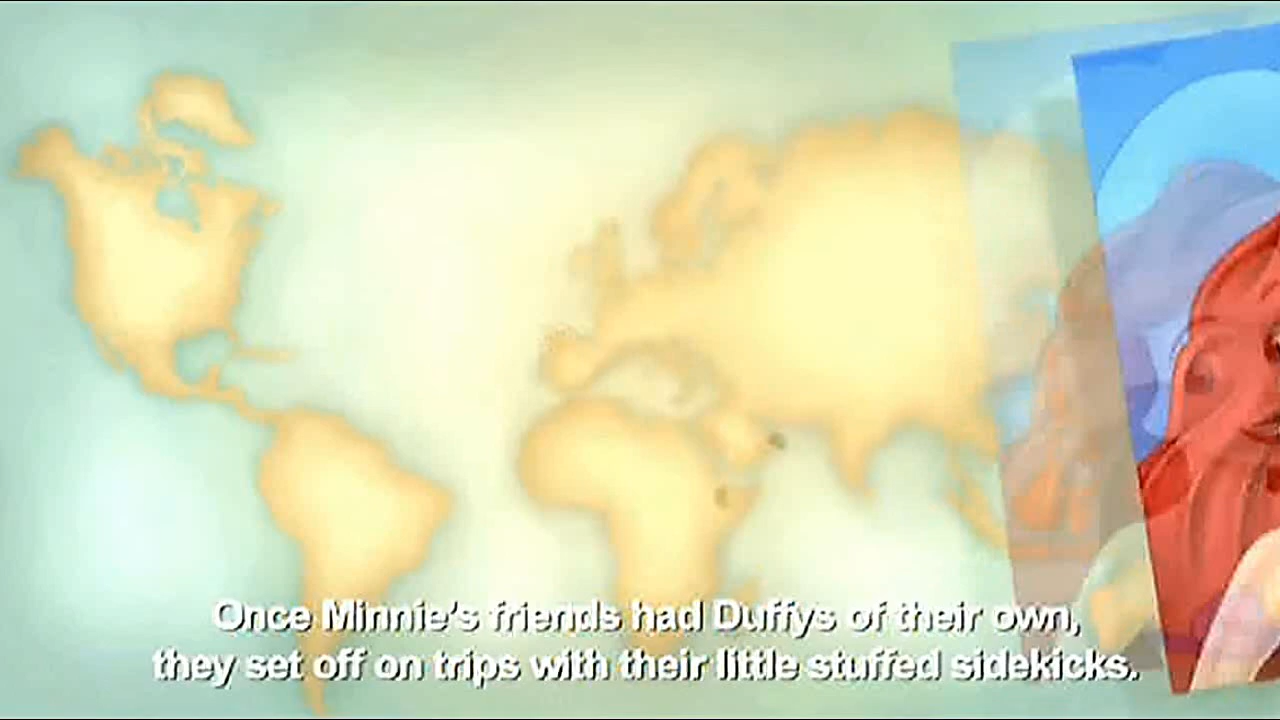 Once Minnie's friends had Duffys of their own,
they set off on trips with their little stuffed sidekicks.